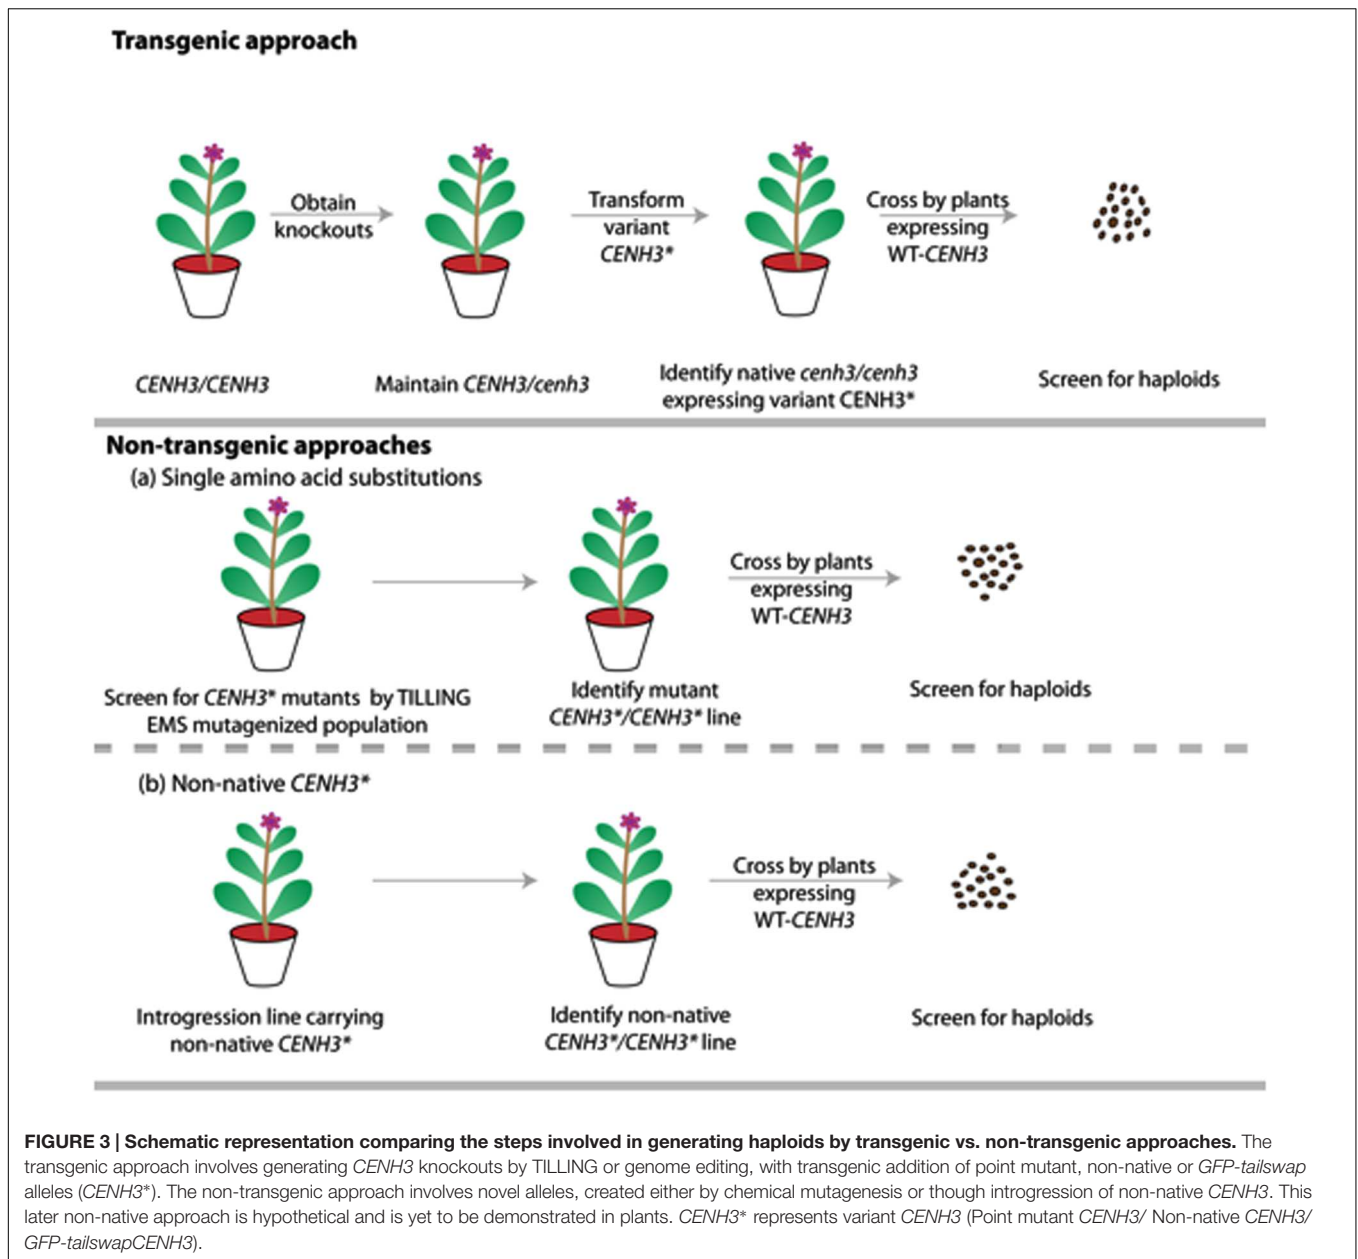 Transgenic approach
Obtain
knockouts
Transform
variant
CENH3*
Cross by plants
expressing
WT-CENH3
CENH3/CENH3
Maintain CENH3/cenh3
Identify native cenh3/cenh3
expressing variant CENH3*
Screen for haploids
Non-transgenic approaches
(a) Single amino acid substitutions
Cross by plants
expressing
WT-CENH3
Screen for CENH3* mutants by TILLING
EMS mutagenized population
Identify mutant
CENH3*/CENH3* line
Screen for haploids
(b) Non-native CENH3*
Cross by plants
expressing
WT-CENH3
Introgression line carrying
non-native CENH3*
Identify non-native
CENH3*/CENH3* line
Screen for haploids
FIGURE 3 | Schematic representation comparing the steps involved in generating haploids by transgenic vs. non-transgenic approaches. The
transgenic approach involves generating CENH3 knockouts by TILLING or genome editing, with transgenic addition of point mutant, non-native or GFP-tailswap
alleles (CENH3*). The non-transgenic approach involves novel alleles, created either by chemical mutagenesis or though introgression of non-native CENH3. This
later non-native approach is hypothetical and is yet to be demonstrated in plants. CENH3* represents variant CENH3 (Point mutant CENH3/ Non-native CENH3/
GFP-tailswapCENH3).